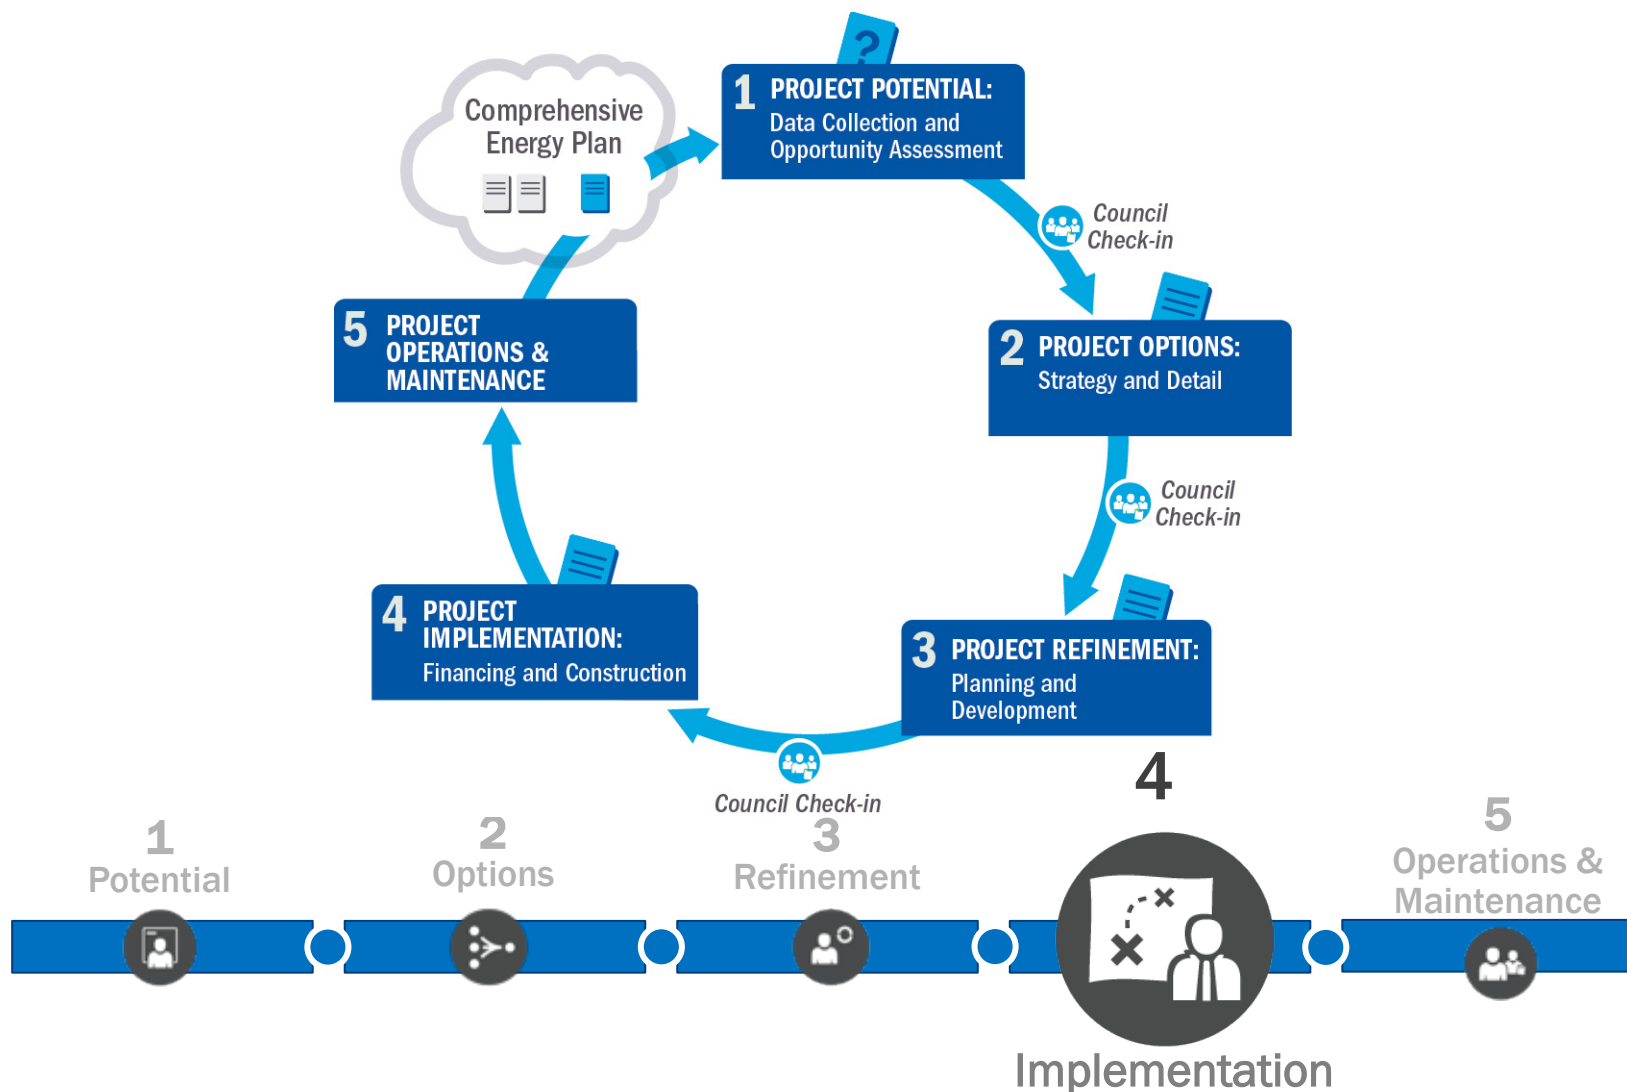 Comprehensive
Energy Plan
?
1 PROJECT POTENTIAL:
Data Collection and
Opportunity Assessment
Council
Check-in
2 PROJECT OPTIONS:
Strategy and Detail
Council
Check-in
3 PROJECT REFINEMENT:
Planning and
Development
Council Check-in
4 PROJECT
IMPLEMENTATION:
Financing and Construction
5 PROJECT
OPERATIONS &
MAINTENANCE
1
Potential
2
Options
3
Refinement
4
Implementation
5
Operations &
Maintenance